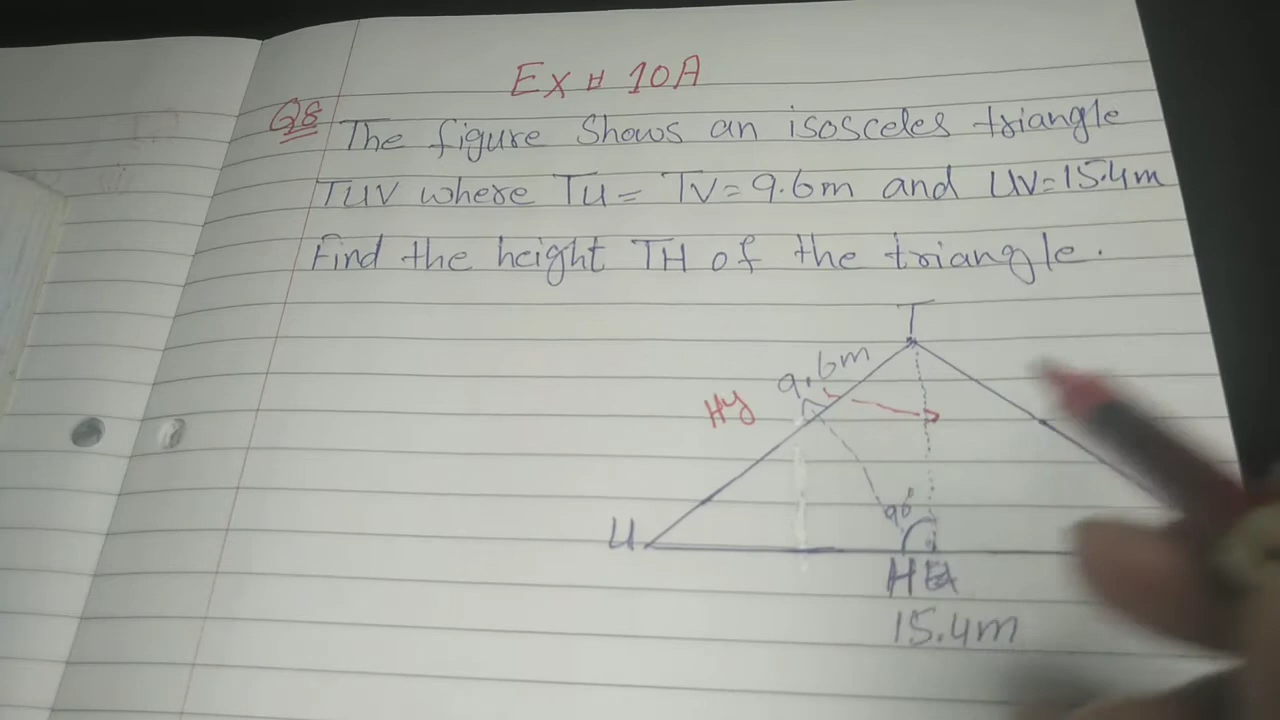 Ex # 10A
Q8 The figure Shows an isosceles triangle
TUV where TU = TV = 9.6m and UV=15.4m
Find the height TH of the triangle.
T
9.6m
Hy
90°
U
H
15.4m